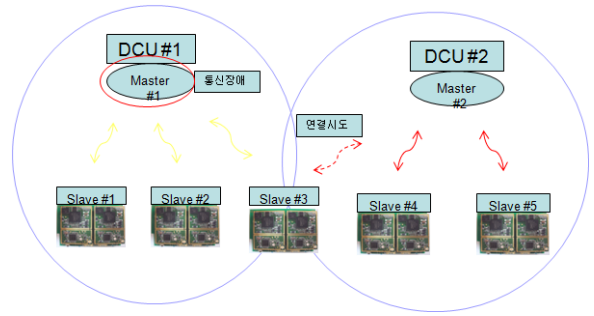 DCU #1
DCU #2
Master
#1
통신장애
Master
#2
연결시도
Slave #1
Slave #2
Slave #3
Slave #4
Slave #5